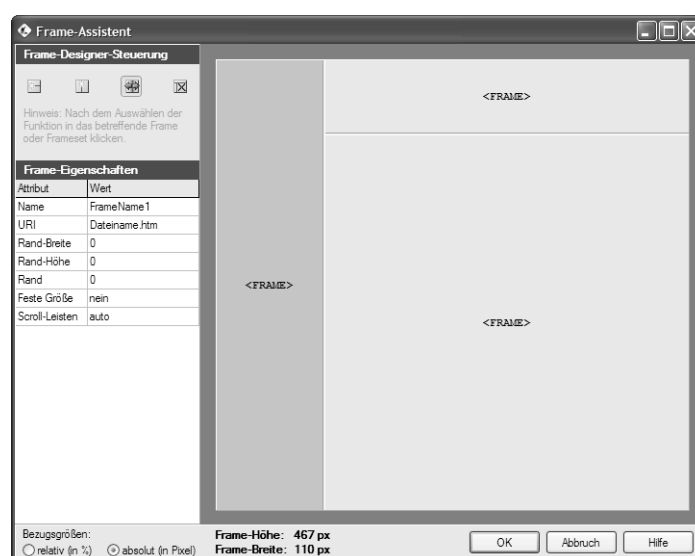 Frame-Assistent
Frame-Designer-Steuerung
Hinweis: Nach dem Auswählen der
Funktion in das betreffende Frame
oder Frameset klicken.
Frame-Eigenschaften
Attribut Wert
Name FrameName1
URI Dateiname.htm
Rand-Breite 0
Rand-Höhe 0
Rand 0
Feste Größe nein
Scroll-Leisten auto
<FRAME>
<FRAME>
<FRAME>
Bezugsgrößen:
relativ (in %) absolut (in Pixel)
Frame-Höhe: 467 px
Frame-Breite: 110 px
OK Abbruch Hilfe